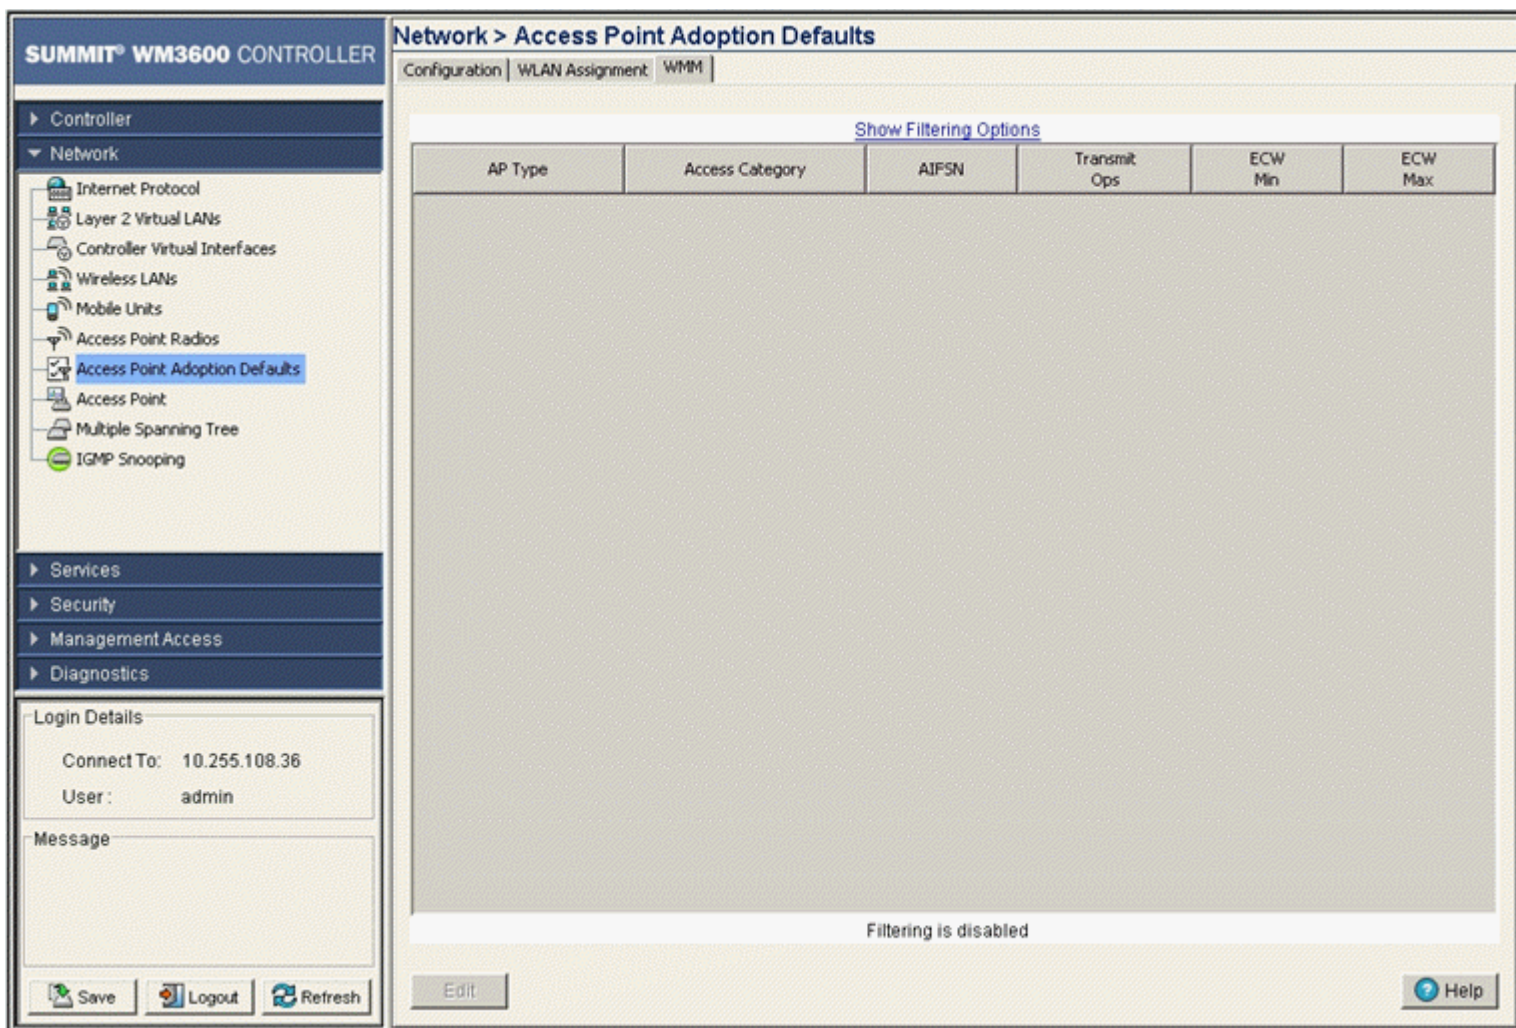 SUMMIT® WM3600 CONTROLLER
Controller
Network
Internet Protocol
Layer 2 Virtual LANs
Controller Virtual Interfaces
Wireless LANs
Mobile Units
Access Point Radios
Access Point Adoption Defaults
Access Point
Multiple Spanning Tree
IGMP Snooping
Services
Security
Management Access
Diagnostics
Login Details
Connect To: 10.255.108.36
User : admin
Message
Save Logout Refresh
Network > Access Point Adoption Defaults
Configuration WLAN Assignment WMM
Show Filtering Options
AP Type Access Category AIFSN Transmit Ops ECW Min ECW Max
Filtering is disabled
Edit Help